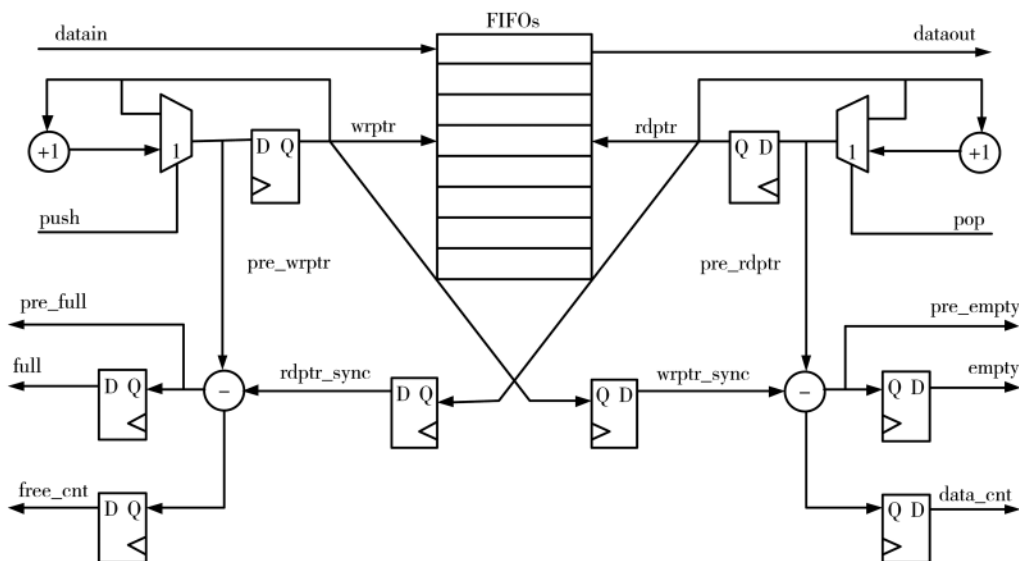 FIFOs
datain
dataout
wrptr
rdptr
D Q
Q D
+1
1
1
+1
push
pop
pre_wrptr
pre_rdptr
pre_full
pre_empty
full
D Q
-
rdptr_sync
D Q
Q D
wrptr_sync
-
Q D
empty
free_cnt
D Q
Q D
data_cnt